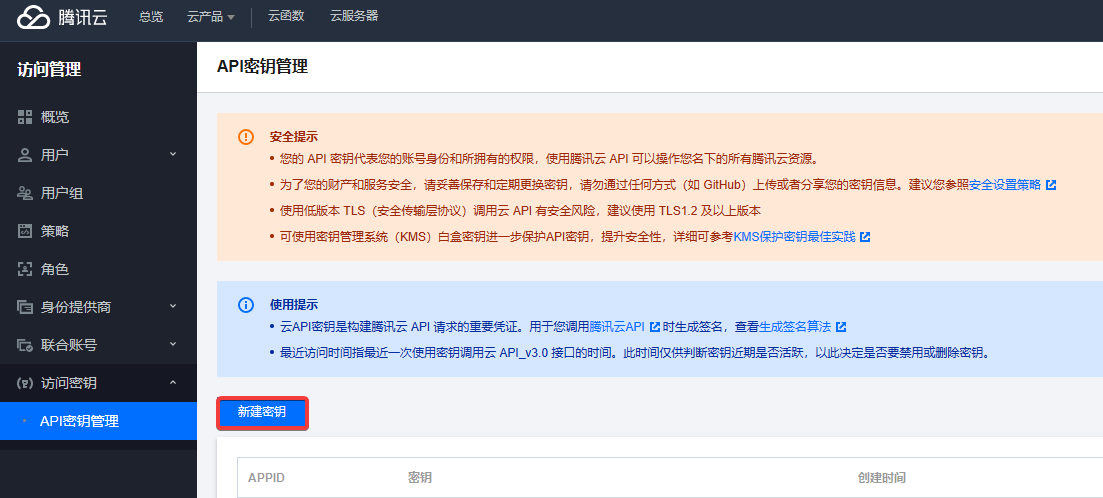 腾讯云 总览 云产品 云函数 云服务器
访问管理
概览
用户
用户组
策略
角色
身份提供商
联合账号
访问密钥
API密钥管理
API密钥管理
安全提示
• 您的 API 密钥代表您的账号身份和所拥有的权限，使用腾讯云 API 可以操作您名下的所有腾讯云资源。
• 为了您的财产和服务安全，请妥善保存和定期更换密钥，请勿通过任何方式（如 GitHub）上传或者分享您的密钥信息。建议您参照安全设置策略
• 使用低版本 TLS（安全传输层协议）调用云 API 有安全风险，建议使用 TLS1.2 及以上版本
• 可使用密钥管理系统（KMS）白盒密钥进一步保护API密钥，提升安全性，详细可参考KMS保护密钥最佳实践
使用提示
• 云API密钥是构建腾讯云 API 请求的重要凭证。用于您调用腾讯云API 时生成签名，查看生成签名算法
• 最近访问时间指最近一次使用密钥调用云 API_v3.0 接口的时间。此时间仅供判断密钥近期是否活跃，以此决定是否要禁用或删除密钥。
新建密钥
APPID 密钥 创建时间